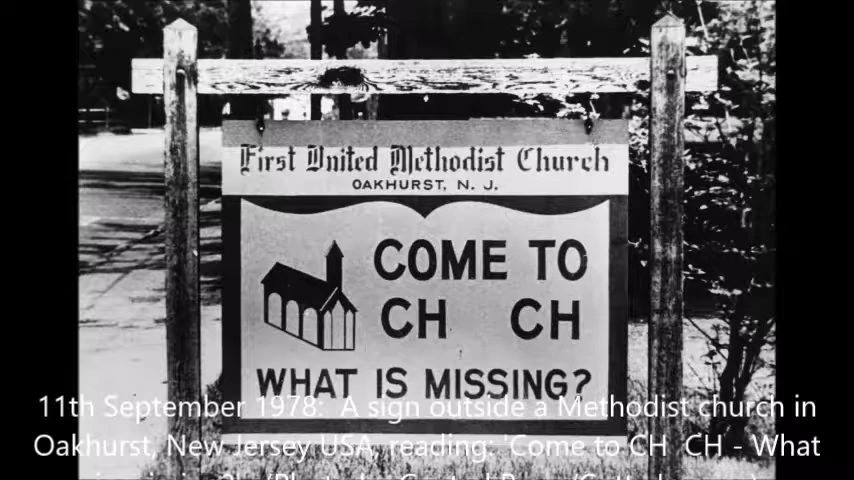 First United Methodist Church
OAKHURST, N. J.
COME TO
CH CH
WHAT IS MISSING?
11th September 1978: A sign outside a Methodist church in
Oakhurst, New Jersey USA, reading: 'Come to CH CH - What